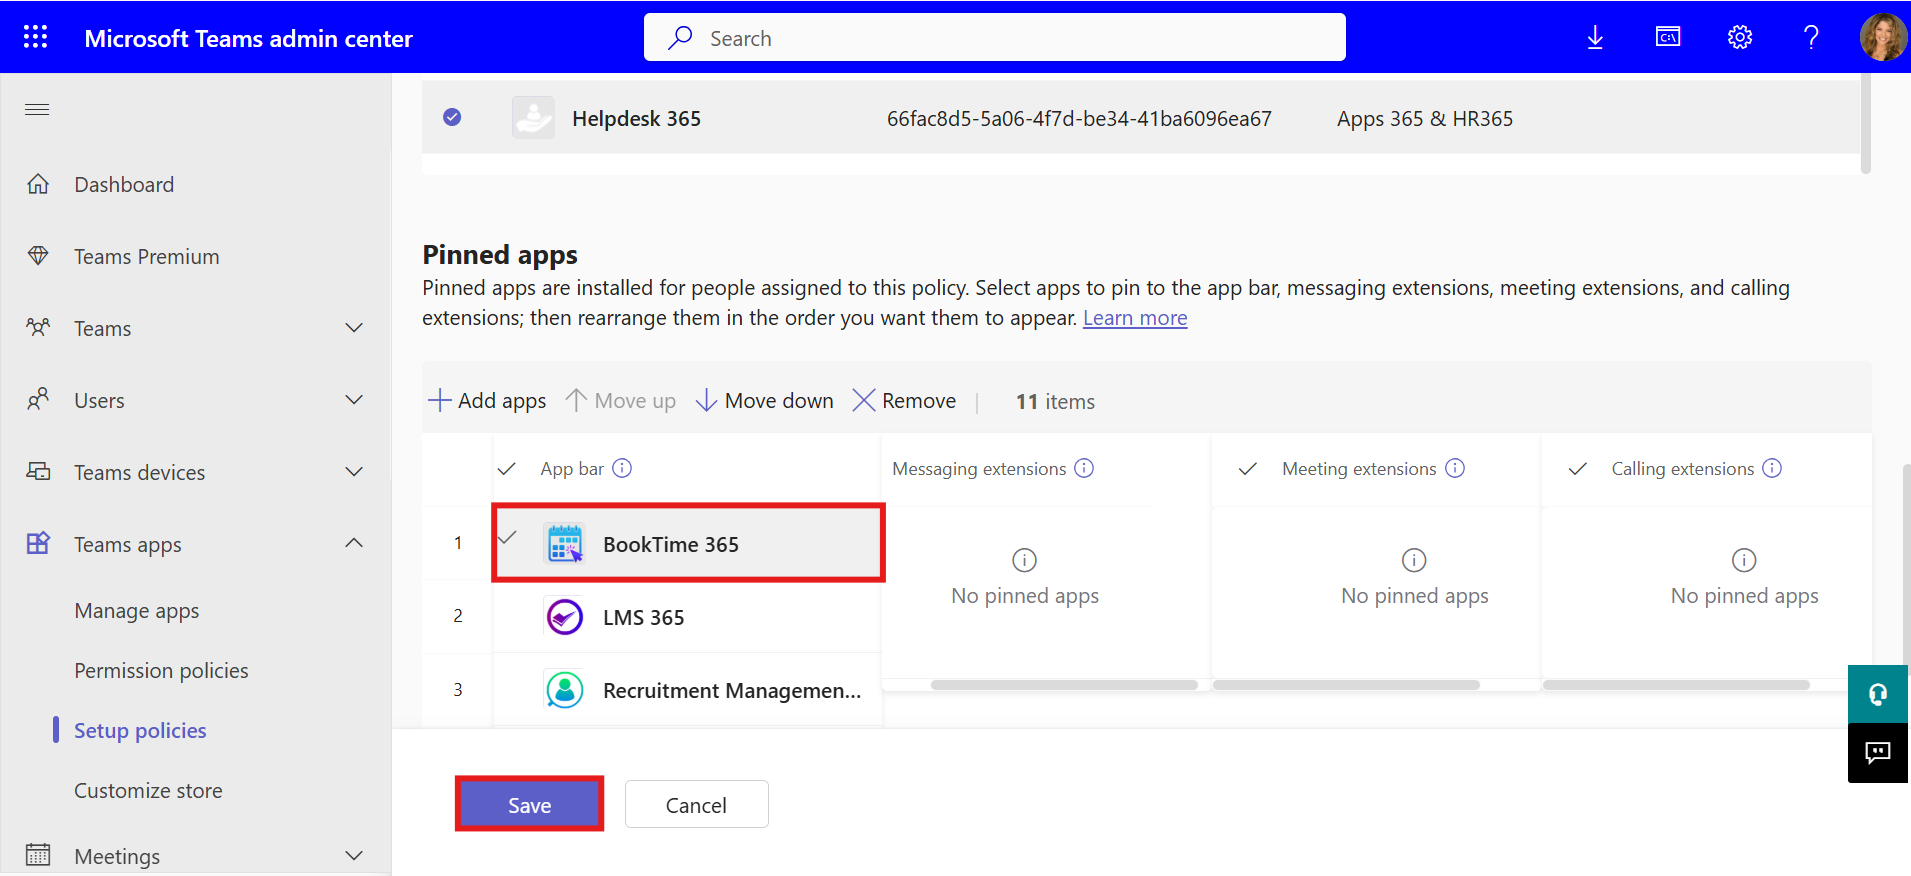 Microsoft Teams admin center
Search
C:\
Dashboard
Teams Premium
Teams
Users
Teams devices
Teams apps
Manage apps
Permission policies
Setup policies
Customize store
Meetings
Helpdesk 365 66fac8d5-5a06-4f7d-be34-41ba6096ea67 Apps 365 & HR365
Pinned apps
Pinned apps are installed for people assigned to this policy. Select apps to pin to the app bar, messaging extensions, meeting extensions, and calling
extensions; then rearrange them in the order you want them to appear. Learn more
Add apps Move up Move down Remove | 11 items
App bar Messaging extensions Meeting extensions Calling extensions
1 BookTime 365
No pinned apps No pinned apps No pinned apps
2 LMS 365
3 Recruitment Managemen...
Save Cancel